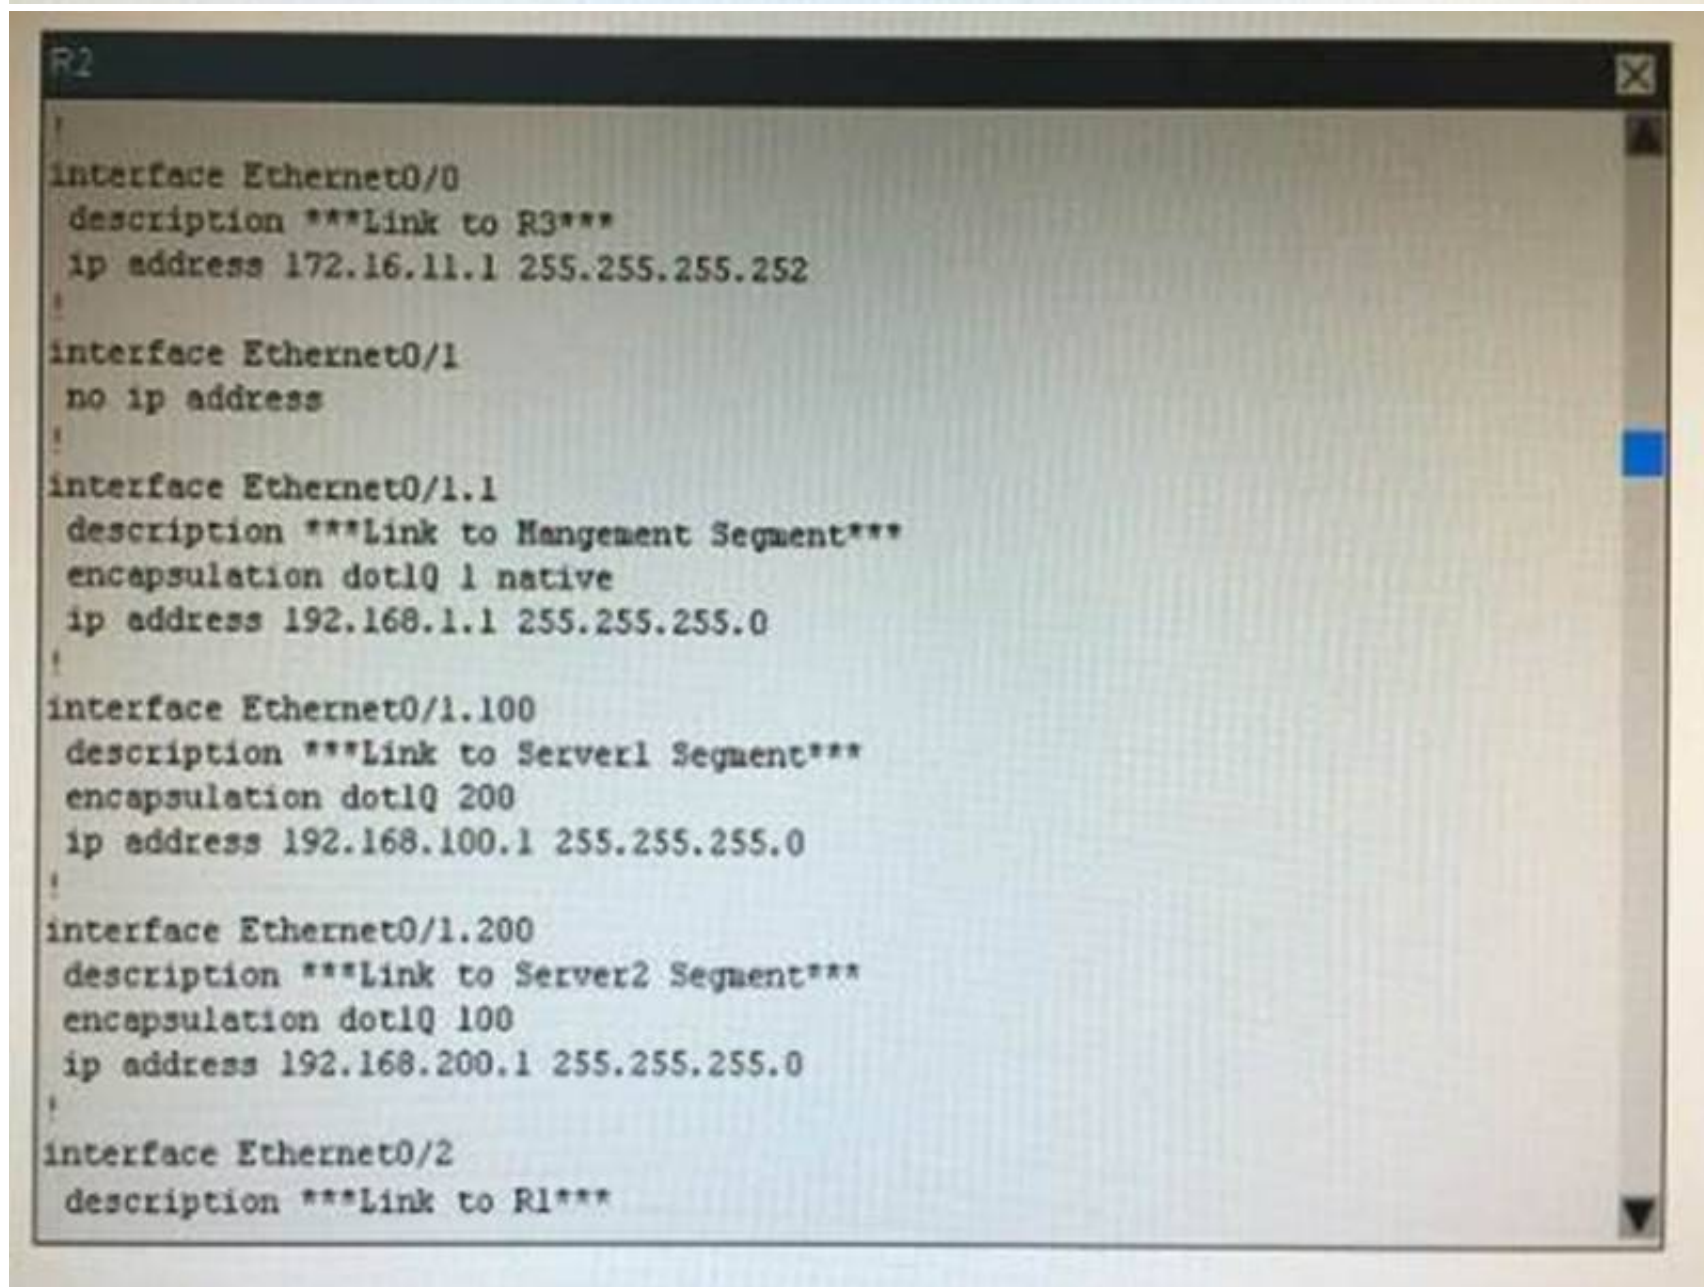 R2
!
interface Ethernet0/0
description ***Link to R3***
ip address 172.16.11.1 255.255.255.252
!
interface Ethernet0/1
no ip address
!
interface Ethernet0/1.1
description ***Link to Mangement Segment***
encapsulation dot1Q 1 native
ip address 192.168.1.1 255.255.255.0
!
interface Ethernet0/1.100
description ***Link to Server1 Segment***
encapsulation dot1Q 200
ip address 192.168.100.1 255.255.255.0
!
interface Ethernet0/1.200
description ***Link to Server2 Segment***
encapsulation dot1Q 100
ip address 192.168.200.1 255.255.255.0
!
interface Ethernet0/2
description ***Link to R1***